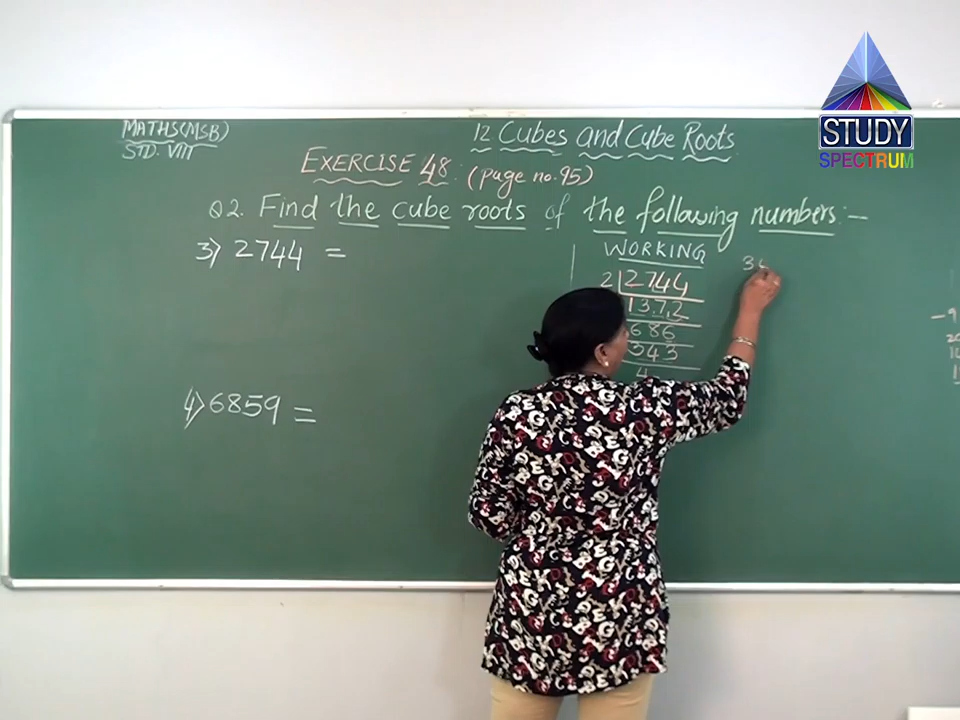 STUDY
SPECTRUM
MATHS(MSB)
STD. VIII
12 Cubes and Cube Roots
EXERCISE 48: (page no. 95)
Q2. Find the cube roots of the following numbers:-
3) 2744 =
WORKING
2 2744
1372
686
343
4) 6859 =